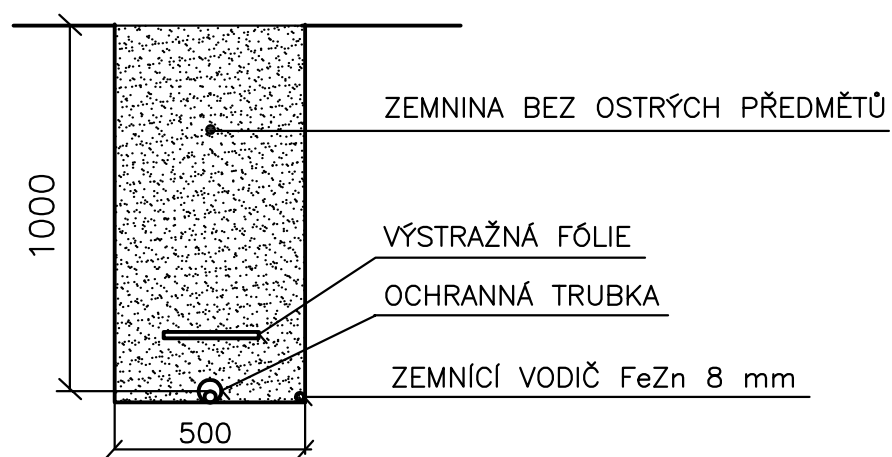 ZEMNINA BEZ OSTRÝCH PŘEDMĚTŮ
1000
VÝSTRAŽNÁ FÓLIE
OCHRANNÁ TRUBKA
ZEMNÍCÍ VODIČ FeZn 8 mm
500